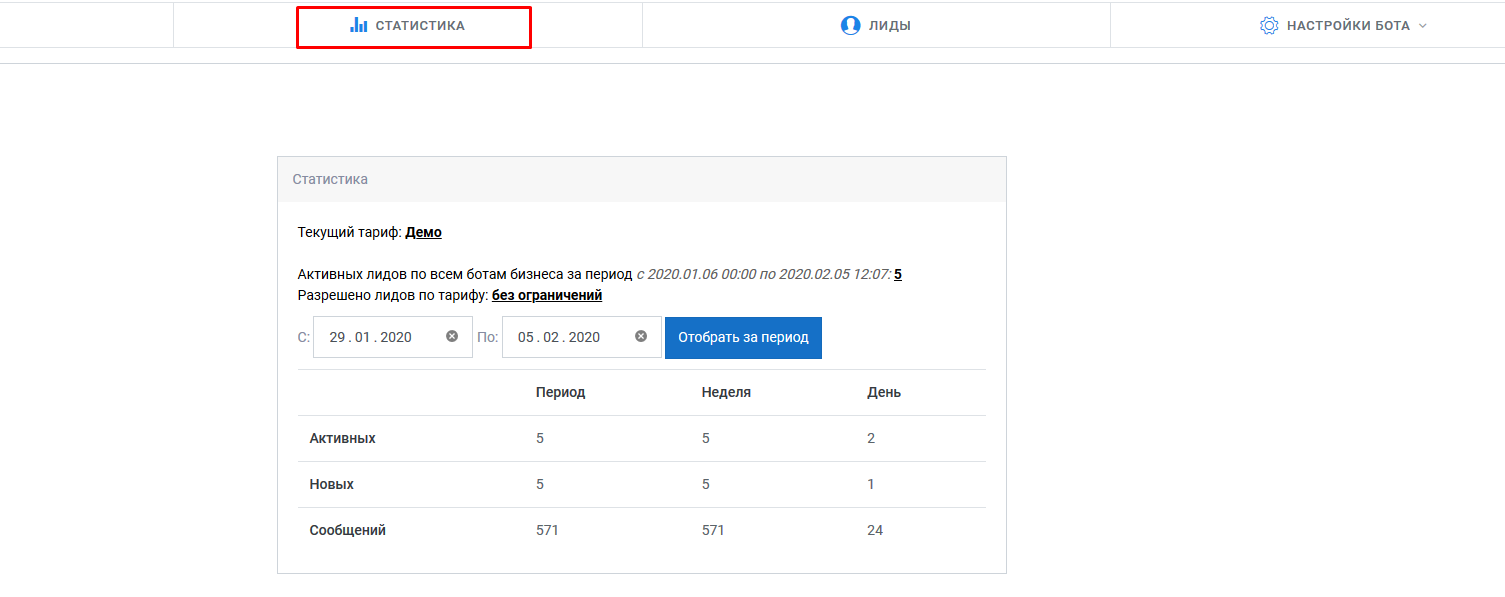 СТАТИСТИКА
ЛИДЫ
НАСТРОЙКИ БОТА
Статистика
Текущий тариф: Демо
Активных лидов по всем ботам бизнеса за период с 2020.01.06 00:00 по 2020.02.05 12:07: 5
Разрешено лидов по тарифу: без ограничений
С: 29 . 01 . 2020 По: 05 . 02 . 2020 Отобрать за период
Период Неделя День
Активных 5 5 2
Новых 5 5 1
Сообщений 571 571 24